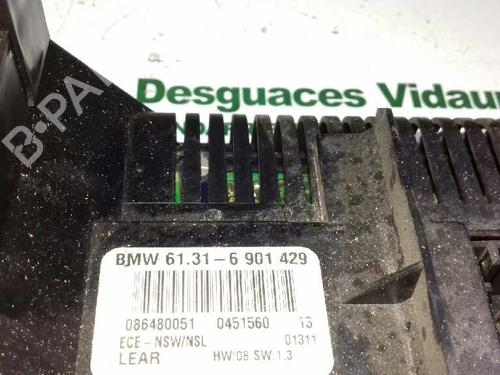 Desguaces Vidaur
B-PA
BMW 61.31-6 901 429
086480051 0451560 13
ECE-NSW/NSL 01311
LEAR HW:08 SW.1.3